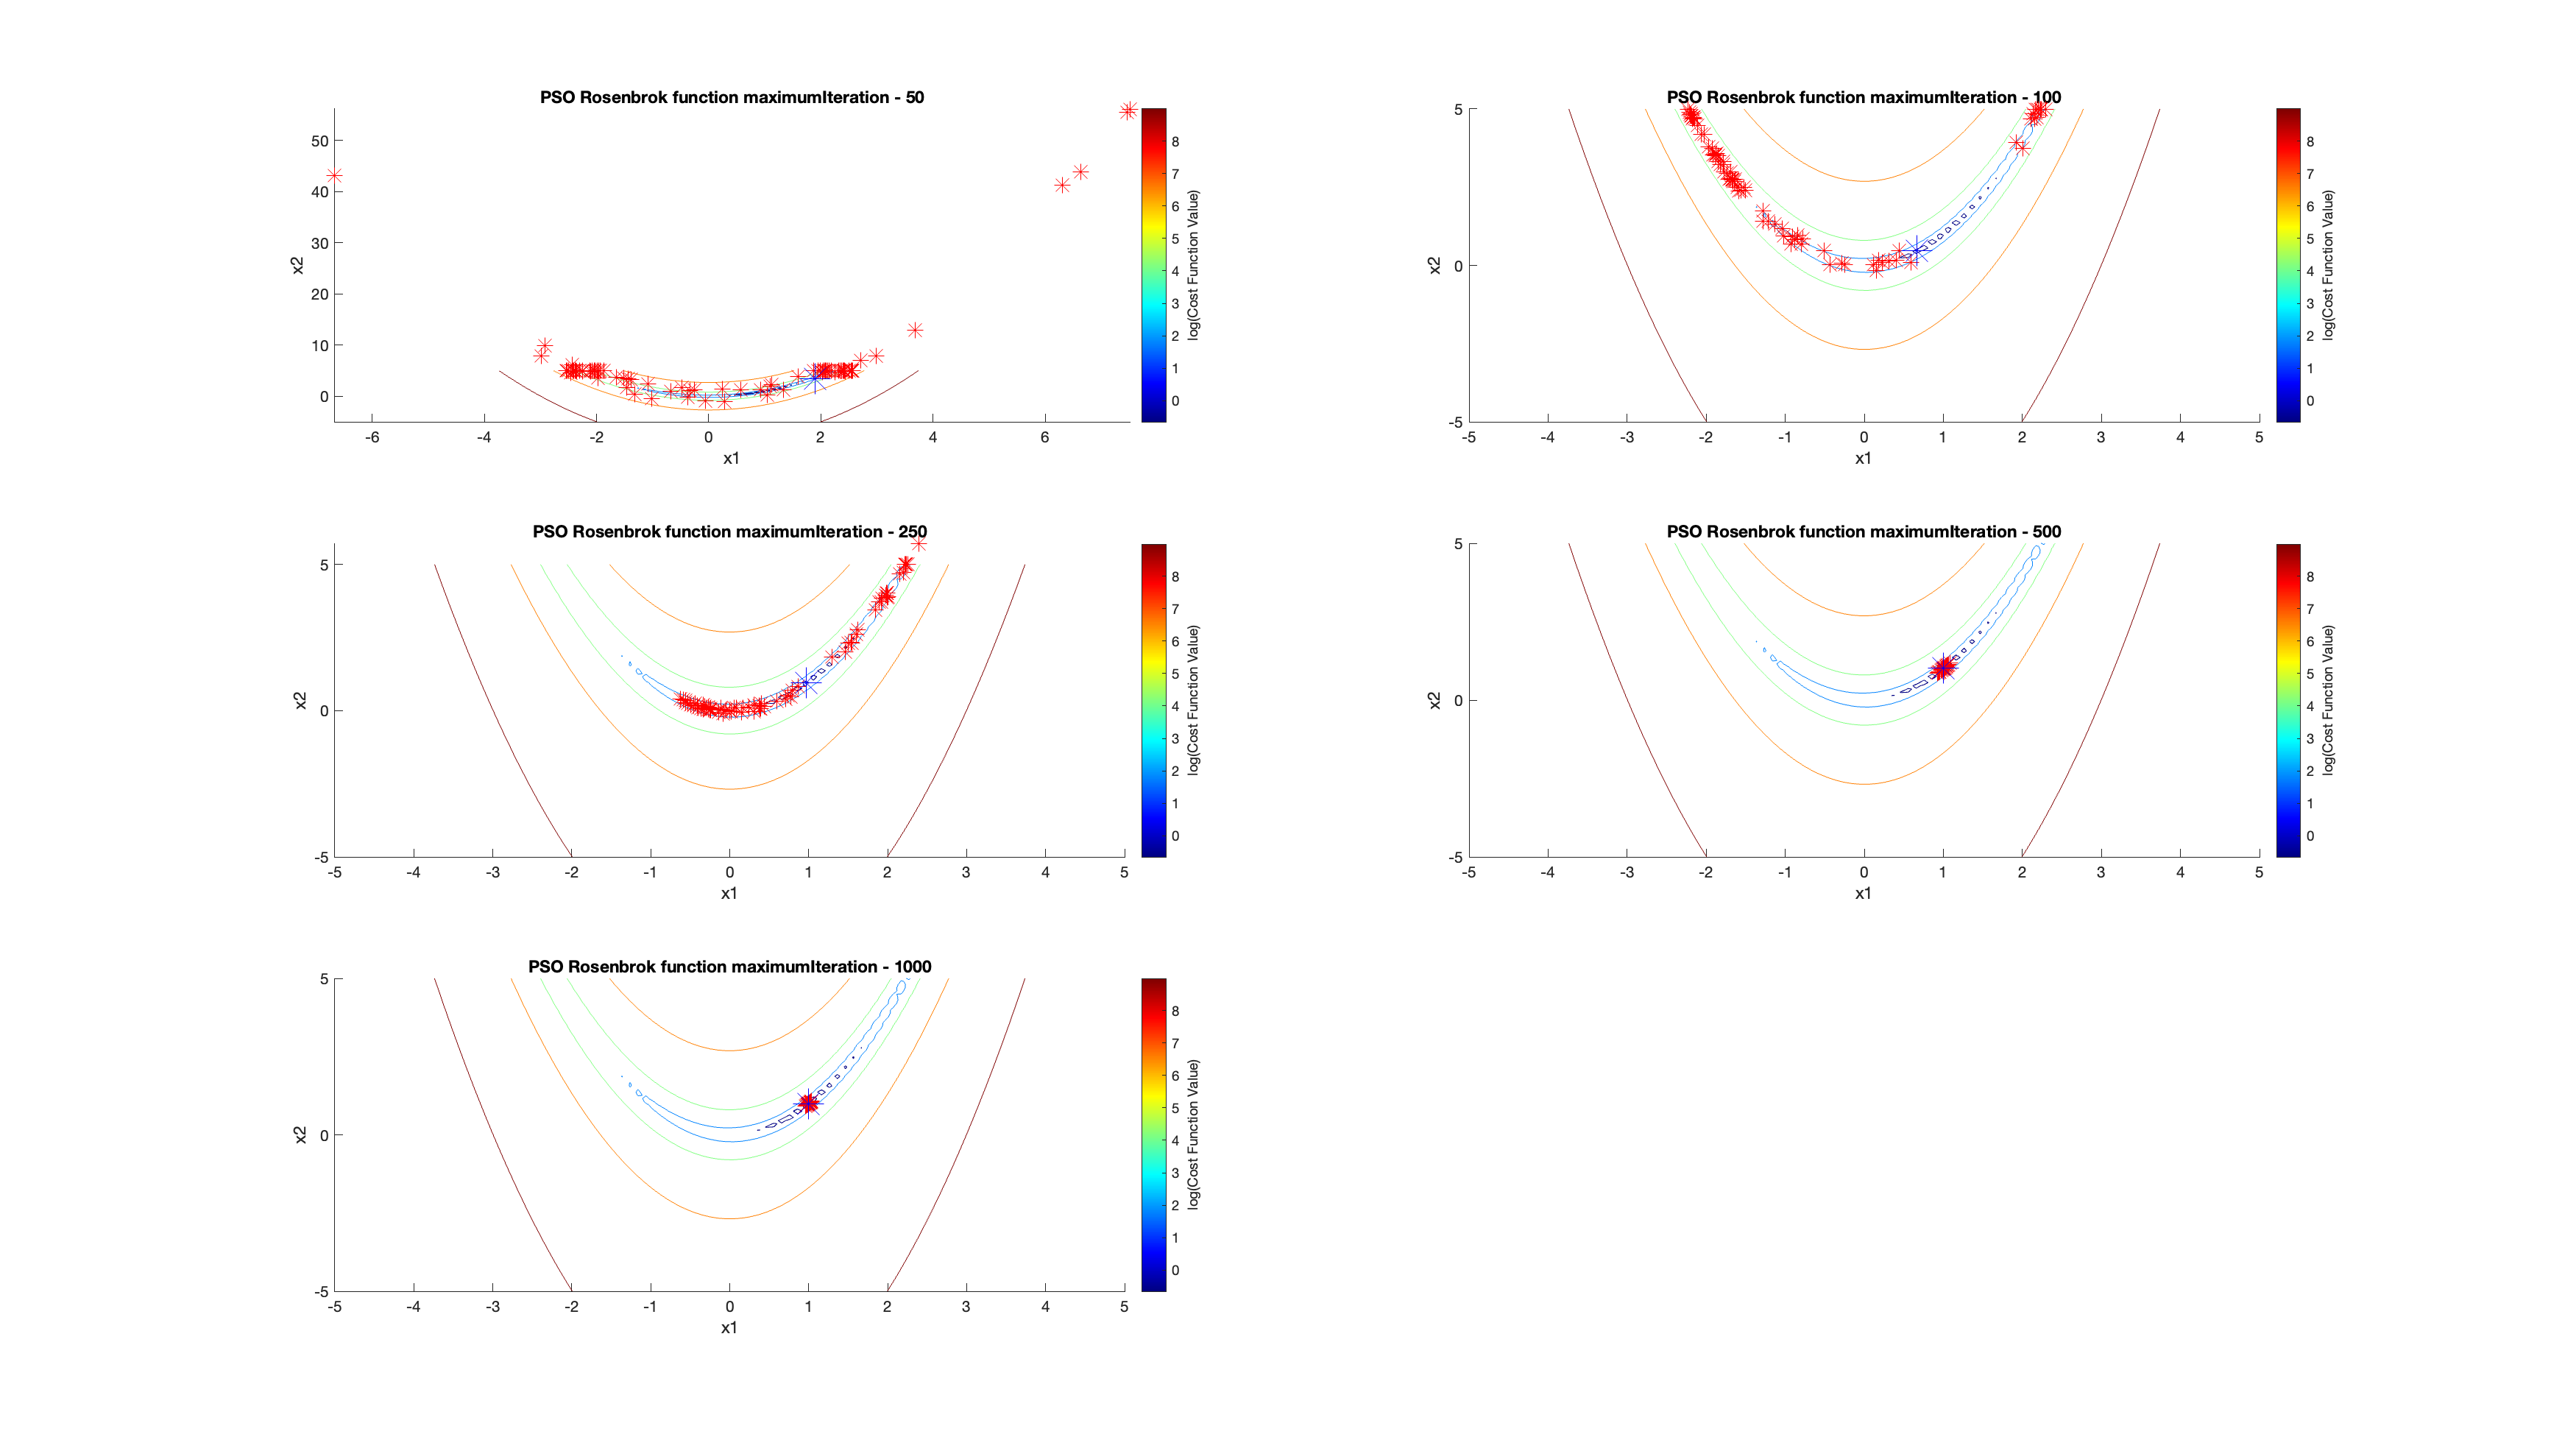 PSO Rosenbrok function maximumIteration - 50
50
40
30
20
10
0
x2
-6 -4 -2 0 2 4 6
x1
8
7
6
5
4
3
2
1
0
log(Cost Function Value)
PSO Rosenbrok function maximumIteration - 100
5
0
-5
x2
-5 -4 -3 -2 -1 0 1 2 3 4 5
x1
8
7
6
5
4
3
2
1
0
log(Cost Function Value)
PSO Rosenbrok function maximumIteration - 250
5
0
-5
x2
-5 -4 -3 -2 -1 0 1 2 3 4 5
x1
8
7
6
5
4
3
2
1
0
log(Cost Function Value)
PSO Rosenbrok function maximumIteration - 500
5
0
-5
x2
-5 -4 -3 -2 -1 0 1 2 3 4 5
x1
8
7
6
5
4
3
2
1
0
log(Cost Function Value)
PSO Rosenbrok function maximumIteration - 1000
5
0
-5
x2
-5 -4 -3 -2 -1 0 1 2 3 4 5
x1
8
7
6
5
4
3
2
1
0
log(Cost Function Value)